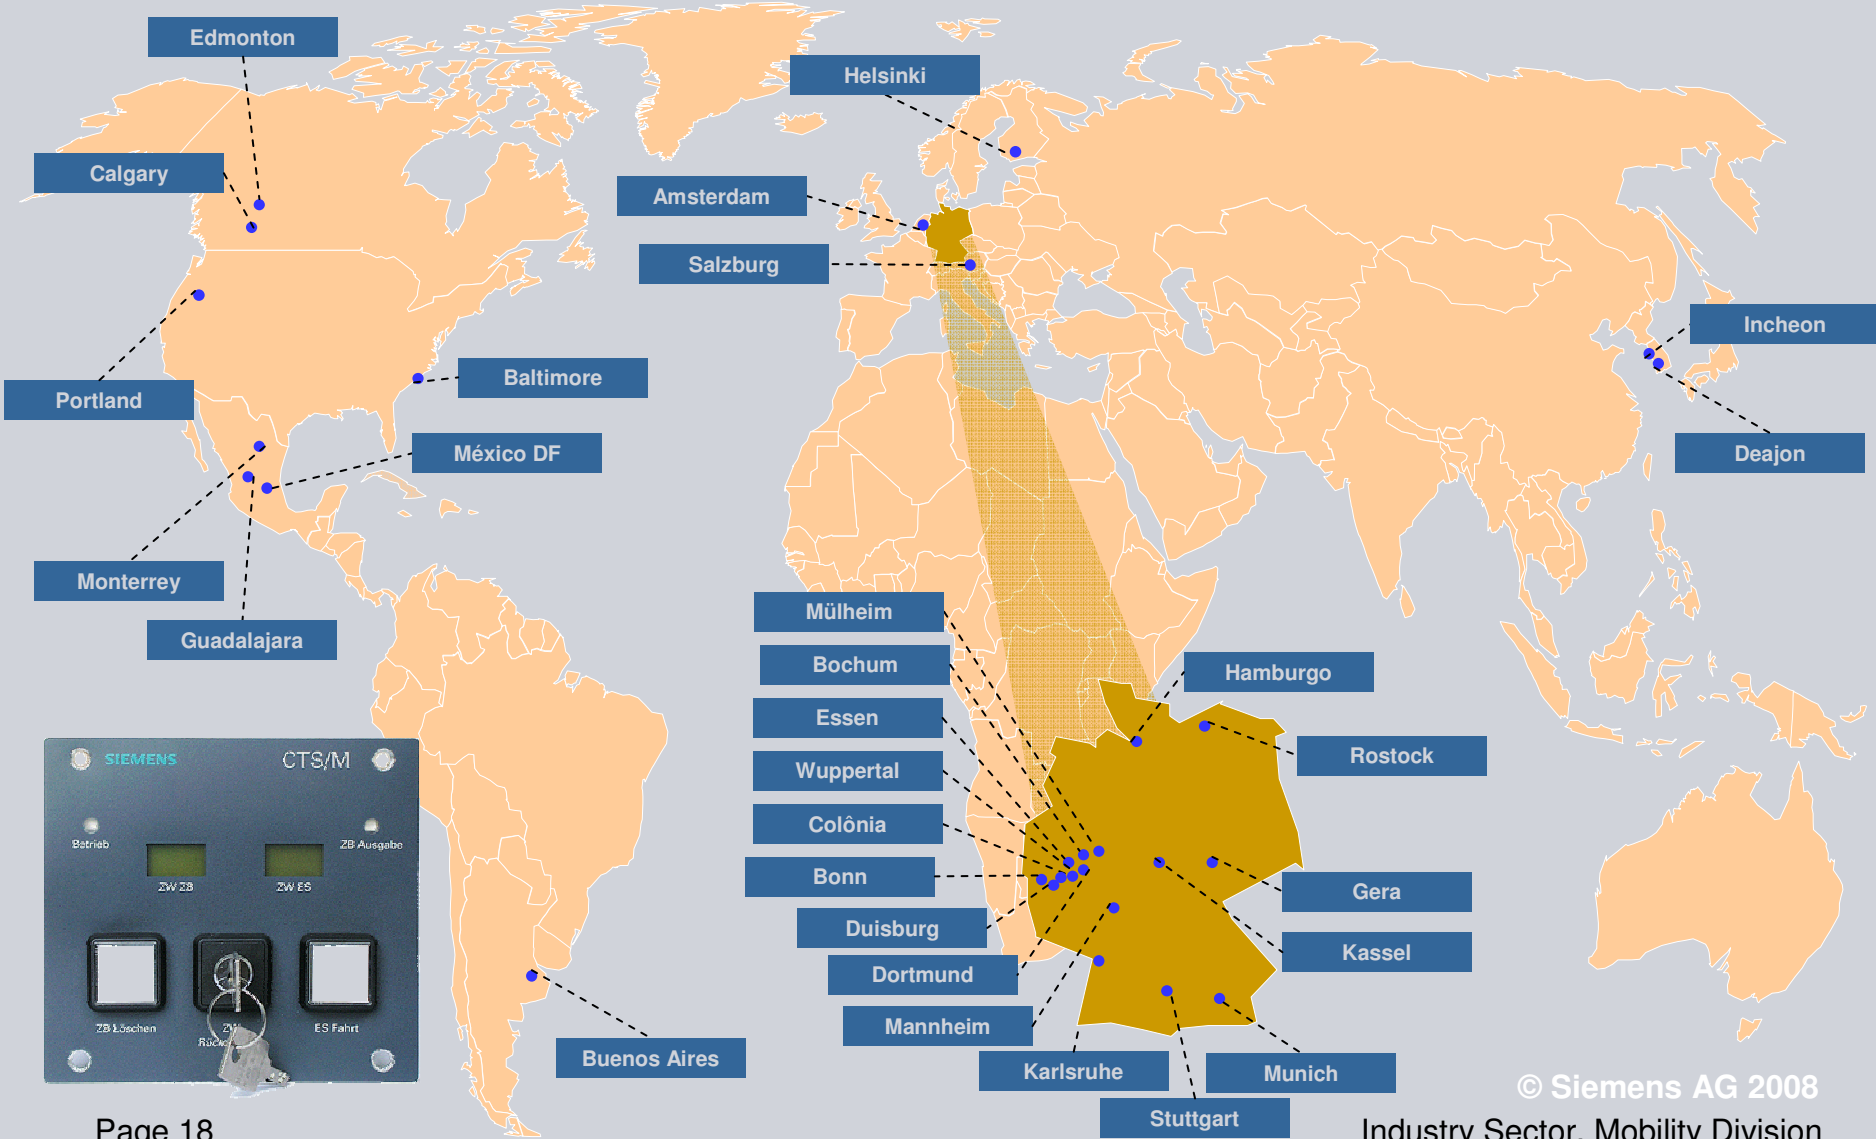 Edmonton
Helsinki
Calgary
Amsterdam
Salzburg
Incheon
Baltimore
Portland
México DF
Deajon
Monterrey
Guadalajara
Mülheim
Bochum
Hamburgo
Essen
Rostock
Wuppertal
Colônia
Bonn
Gera
Duisburg
Kassel
Dortmund
Mannheim
Buenos Aires
Karlsruhe
Munich
Stuttgart
SIEMENS CTS/M
Betrieb
ZB Ausgabe
ZW ZB ZW ES
ZB Löschen ES Fahrt
© Siemens AG 2008
Page 18
Industry Sector, Mobility Division